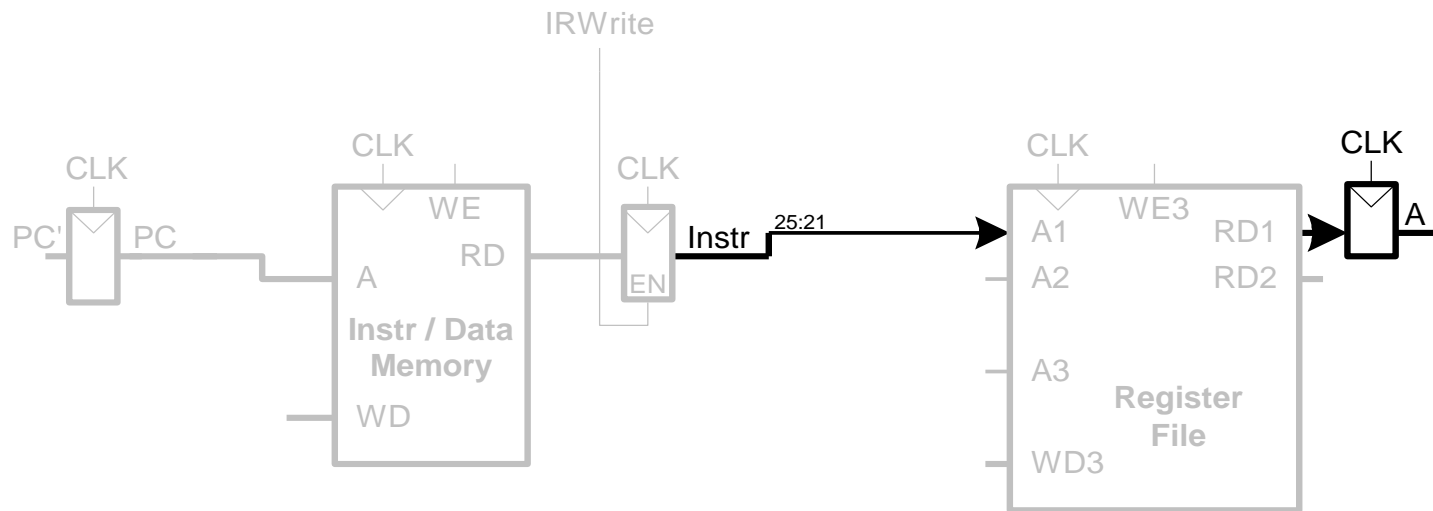 IRWrite
CLK
CLK
CLK
CLK
CLK
PC'
PC
WE
RD
A
Instr / Data
Memory
WD
EN
Instr
25:21
A1
WE3
RD1
A
A2
RD2
A3
Register
File
WD3